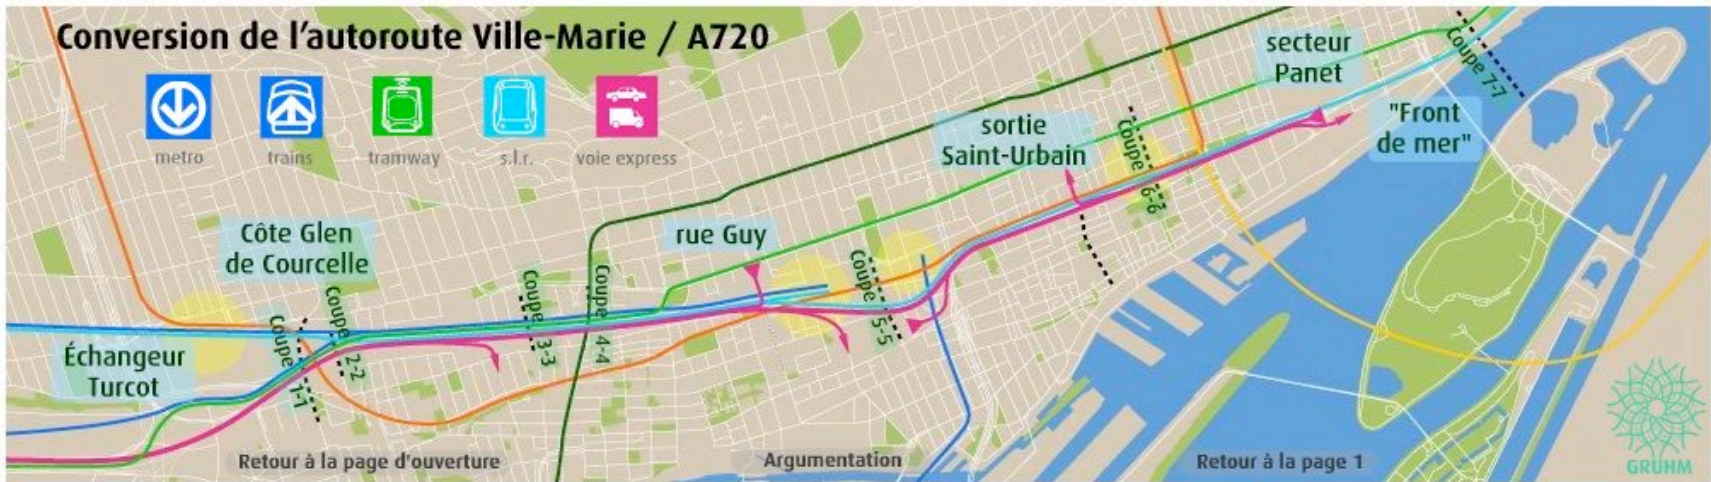 Conversion de l'autoroute Ville-Marie / A720
metro
trains
tramway
s.l.r.
voie express
secteur
Panet
Coupe 7-7
"Front
de mer"
sortie
Saint-Urbain
Coupe 6-6
Côte Glen
de Courcelle
rue Guy
Coupe 5-5
Coupe 4-4
Coupe 3-3
Coupe 2-2
Coupe 1-1
Échangeur
Turcot
Retour à la page d'ouverture
Argumentation
Retour à la page 1
GRUHM